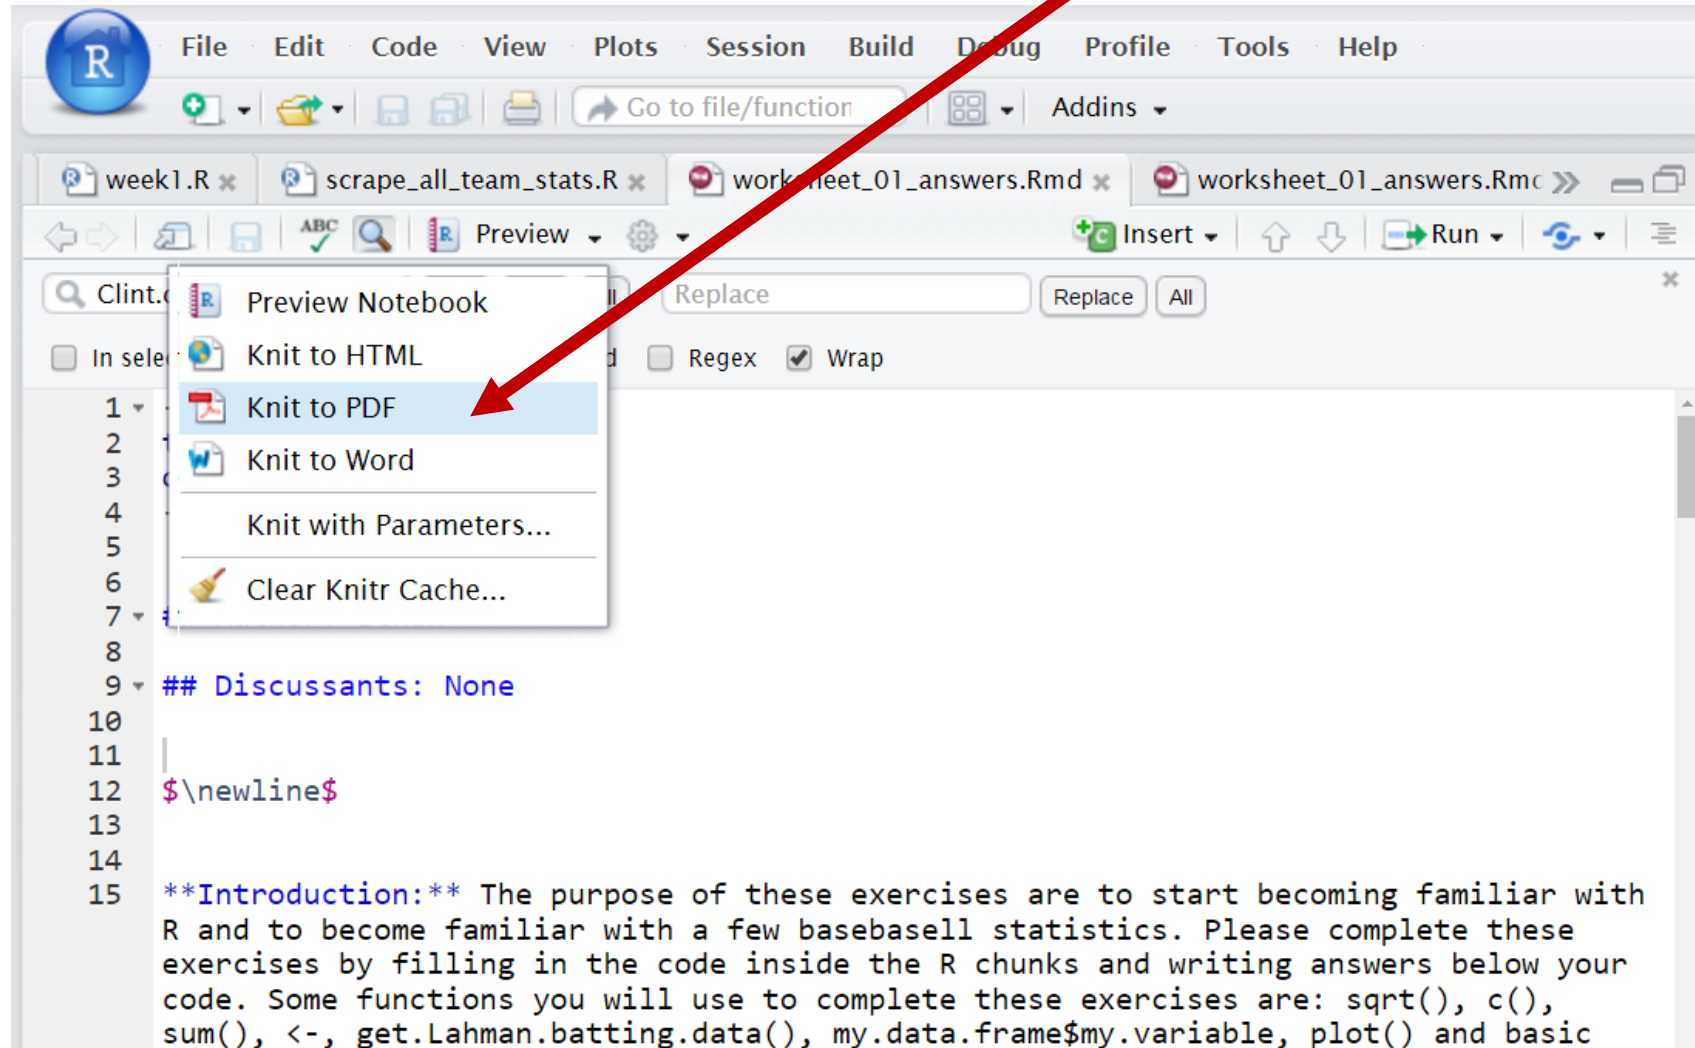 R File Edit Code View Plots Session Build Debug Profile Tools Help
Go to file/function Addins
week1.R scrape_all_team_stats.R worksheet_01_answers.Rmd worksheet_01_answers.Rmd
ABC Preview Insert Run
Clint. Replace Replace All
Preview Notebook
In sele Regex Wrap
Knit to HTML
1 Knit to PDF
2
3 Knit to Word
4
5 Knit with Parameters...
6 Clear Knitr Cache...
7
8
9 ## Discussants: None
10
11
12 $\newline$
13
14
15 **Introduction:** The purpose of these exercises are to start becoming familiar with
R and to become familiar with a few basebasell statistics. Please complete these
exercises by filling in the code inside the R chunks and writing answers below your
code. Some functions you will use to complete these exercises are: sqrt(), c(),
sum(), <-, get.Lahman.batting.data(), my.data.frame$my.variable, plot() and basic